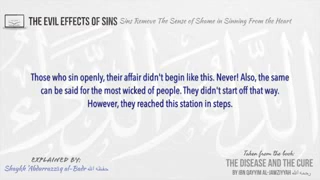 THE EVIL EFFECTS OF SINS Sins Remove The Sense of Shame in Sinning From the Heart
Those who sin openly, their affair didn't begin like this. Never! Also, the same
can be said for the most wicked of people. They didn't start off that way.
However, they reached this station in steps.
EXPLAINED BY:
Shaykh 'Abdurrazzāq al-Badr
Taken from the book:
THE DISEASE AND THE CURE
BY IBN QAYYIM AL-JAWZIYYAH